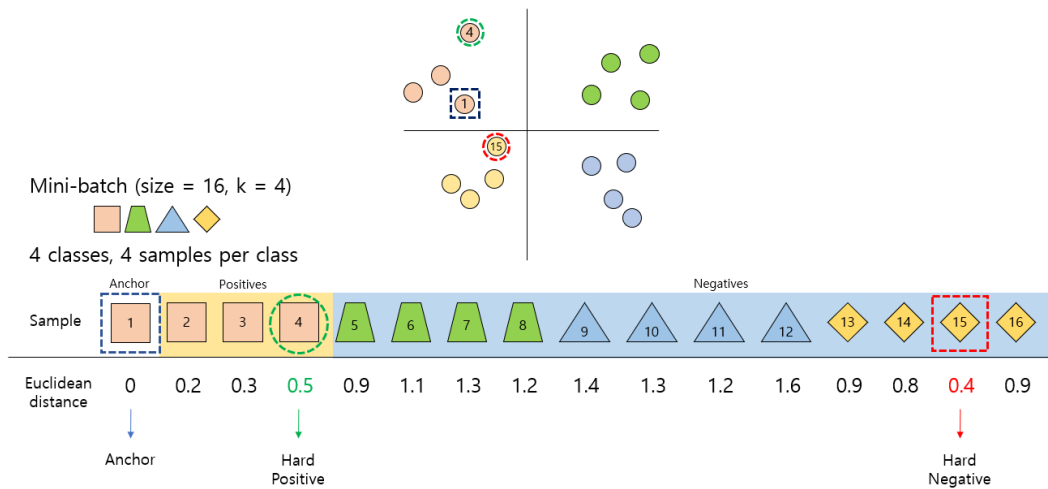 4
1
15
Mini-batch (size = 16, k = 4)
4 classes, 4 samples per class
Anchor Positives Negatives
Sample 1 2 3 4 5 6 7 8 9 10 11 12 13 14 15 16
Euclidean
distance
0 0.2 0.3 0.5 0.9 1.1 1.3 1.2 1.4 1.3 1.2 1.6 0.9 0.8 0.4 0.9
Anchor
Hard
Positive
Hard
Negative